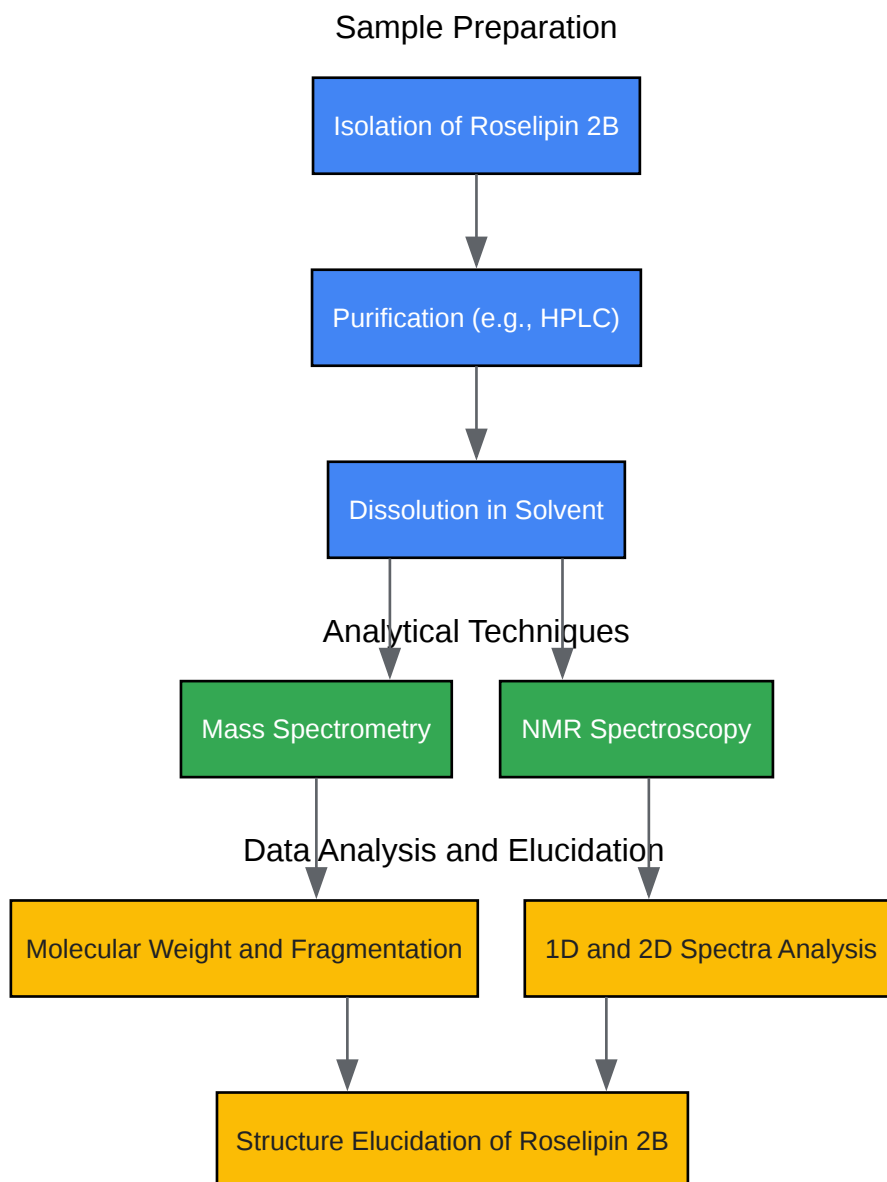 Sample Preparation
Isolation of Roselipin 2B
Purification (e.g., HPLC)
Dissolution in Solvent
Analytical Techniques
Mass Spectrometry
NMR Spectroscopy
Data Analysis and Elucidation
Molecular Weight and Fragmentation
1D and 2D Spectra Analysis
Structure Elucidation of Roselipin 2B